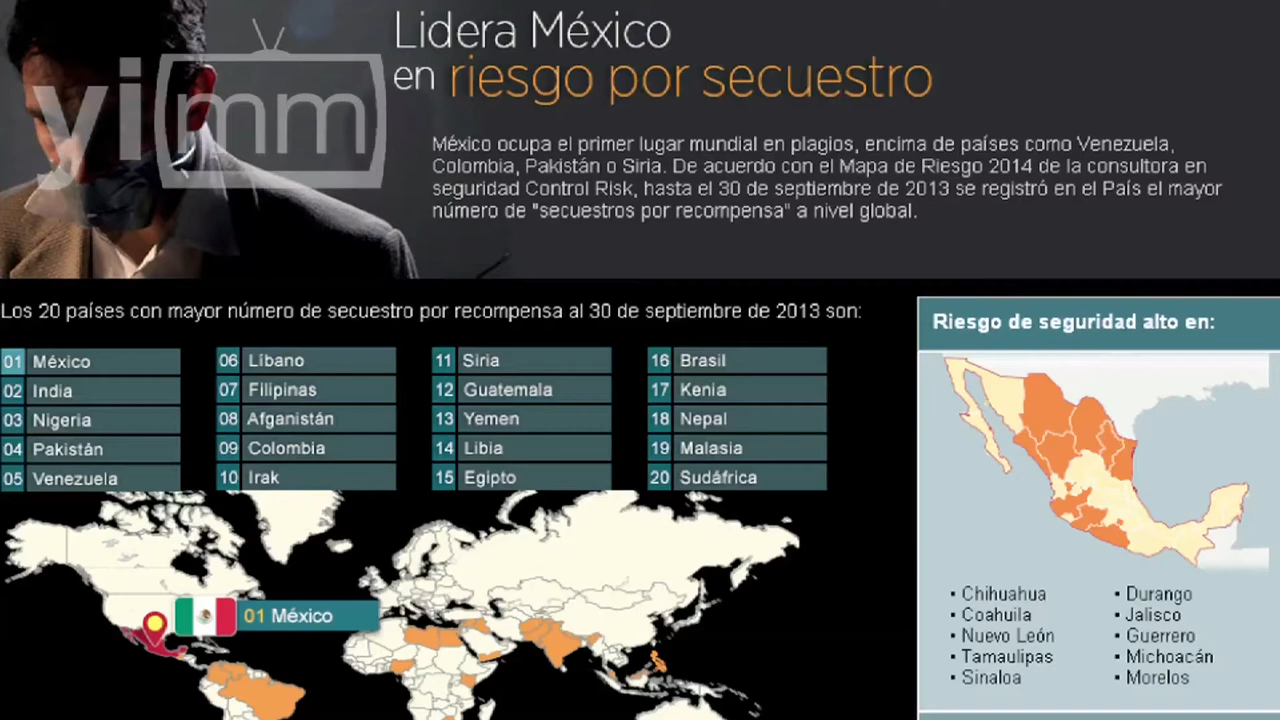 yimm
Lidera México
en riesgo por secuestro
México ocupa el primer lugar mundial en plagios, encima de países como Venezuela,
Colombia, Pakistán o Siria. De acuerdo con el Mapa de Riesgo 2014 de la consultora en
seguridad Control Risk, hasta el 30 de septiembre de 2013 se registró en el País el mayor
número de "secuestros por recompensa" a nivel global.
Los 20 países con mayor número de secuestro por recompensa al 30 de septiembre de 2013 son:
01 México
02 India
03 Nigeria
04 Pakistán
05 Venezuela
06 Líbano
07 Filipinas
08 Afganistán
09 Colombia
10 Irak
11 Siria
12 Guatemala
13 Yemen
14 Libia
15 Egipto
16 Brasil
17 Kenia
18 Nepal
19 Malasia
20 Sudáfrica
01 México
Riesgo de seguridad alto en:
• Chihuahua
• Coahuila
• Nuevo León
• Tamaulipas
• Sinaloa
• Durango
• Jalisco
• Guerrero
• Michoacán
• Morelos